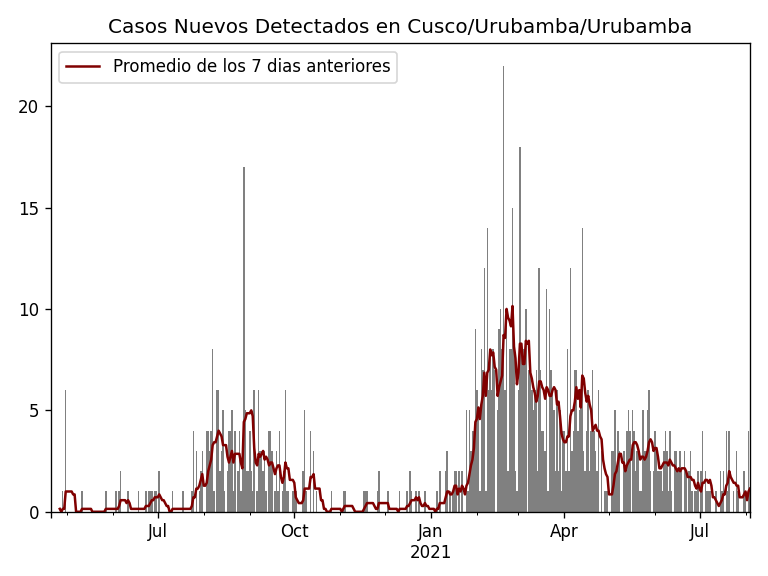 Casos Nuevos Detectados en Cusco/Urubamba/Urubamba
Promedio de los 7 dias anteriores
20
15
10
5
0
Jul
Oct
Jan
2021
Apr
Jul